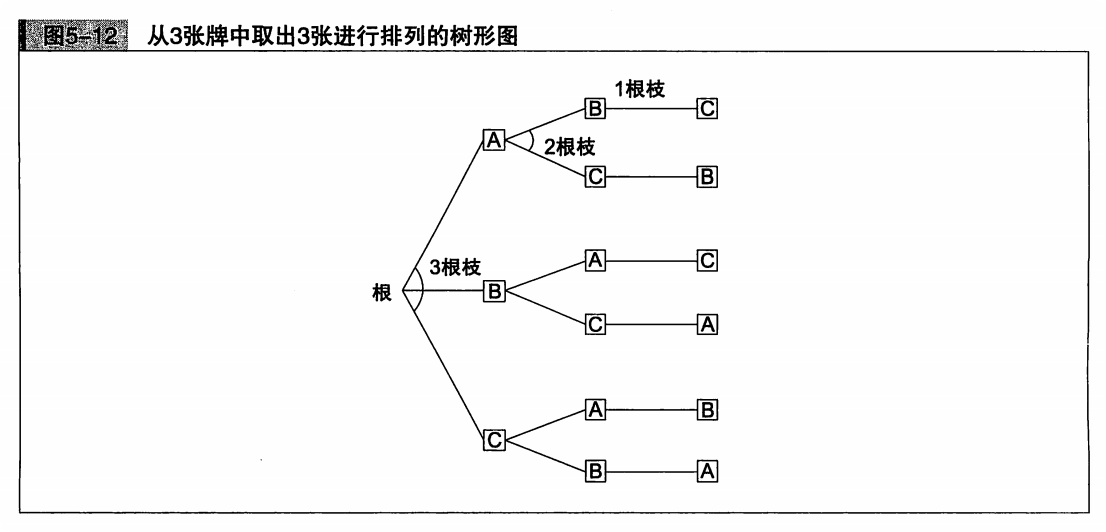 图5-12 从3张牌中取出3张进行排列的树形图
1根枝
B C
A
2根枝
C B
3根枝
A C
根 B
C A
A B
C
B A